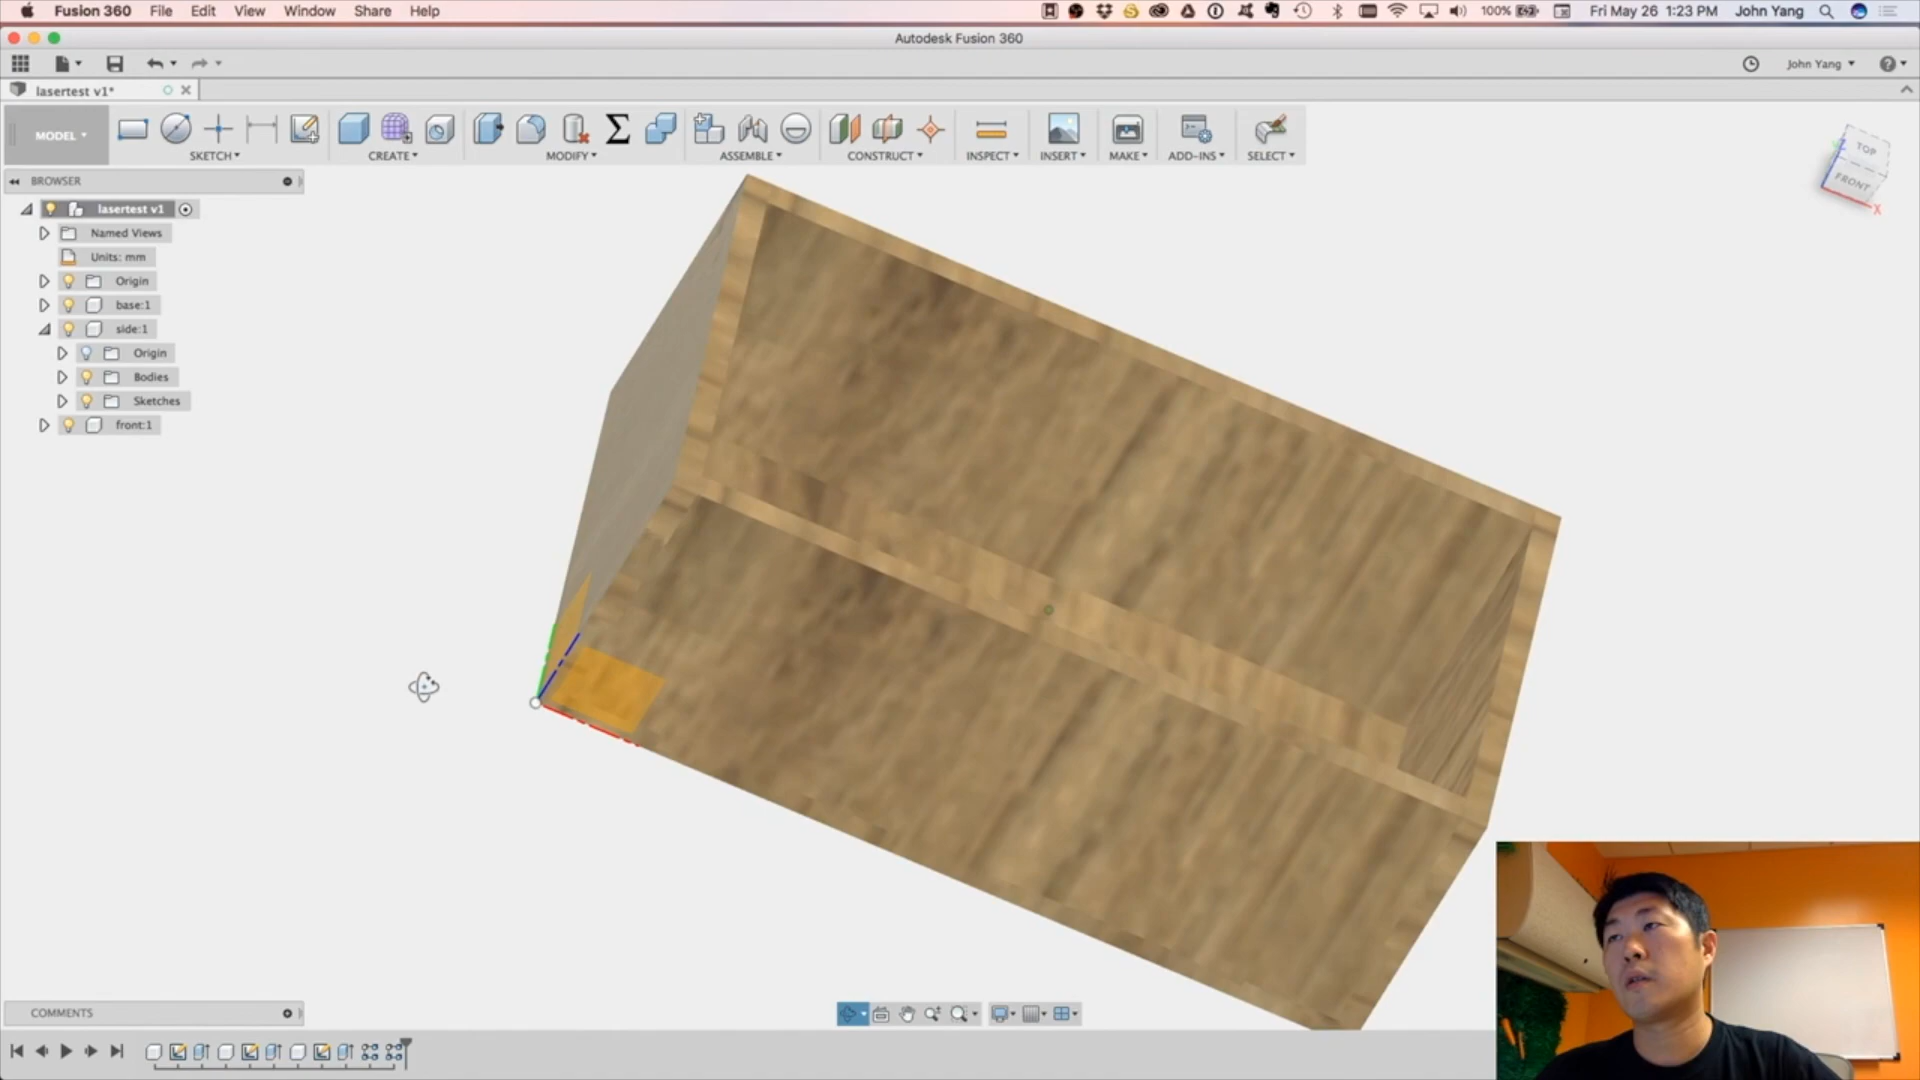 Fusion 360 File Edit View Window Share Help 100% Fri May 26 1:23 PM John Yang
Autodesk Fusion 360
John Yang
lasertest v1*
MODEL
SKETCH CREATE MODIFY ASSEMBLE CONSTRUCT INSPECT INSERT MAKE ADD-INS SELECT
TOP
FRONT
Z
X
BROWSER
lasertest v1
Named Views
Units: mm
Origin
base:1
side:1
Origin
Bodies
Sketches
front:1
COMMENTS